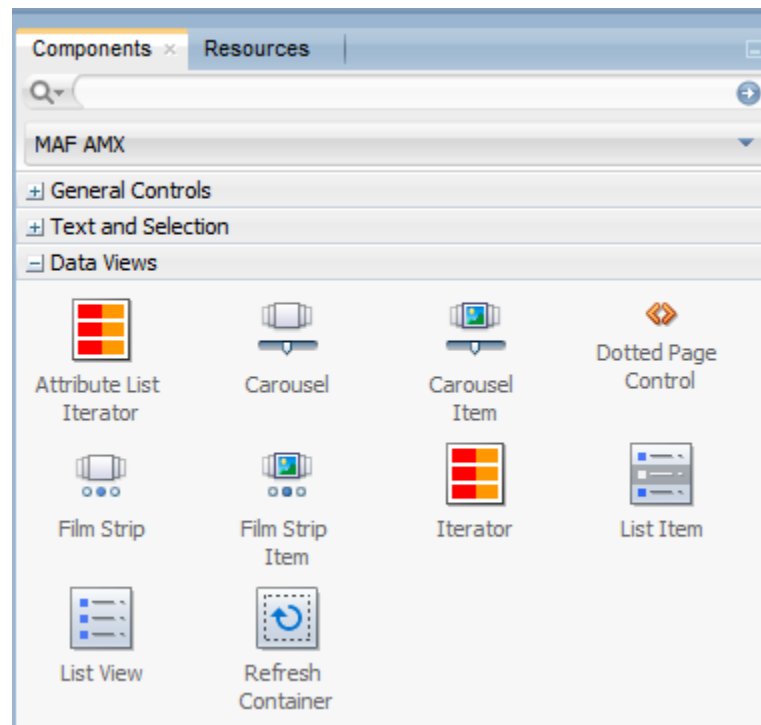 Components
Resources
MAF AMX
General Controls
Text and Selection
Data Views
Attribute List
Iterator
Carousel
Carousel
Item
Dotted Page
Control
Film Strip
Film Strip
Item
Iterator
List Item
List View
Refresh
Container